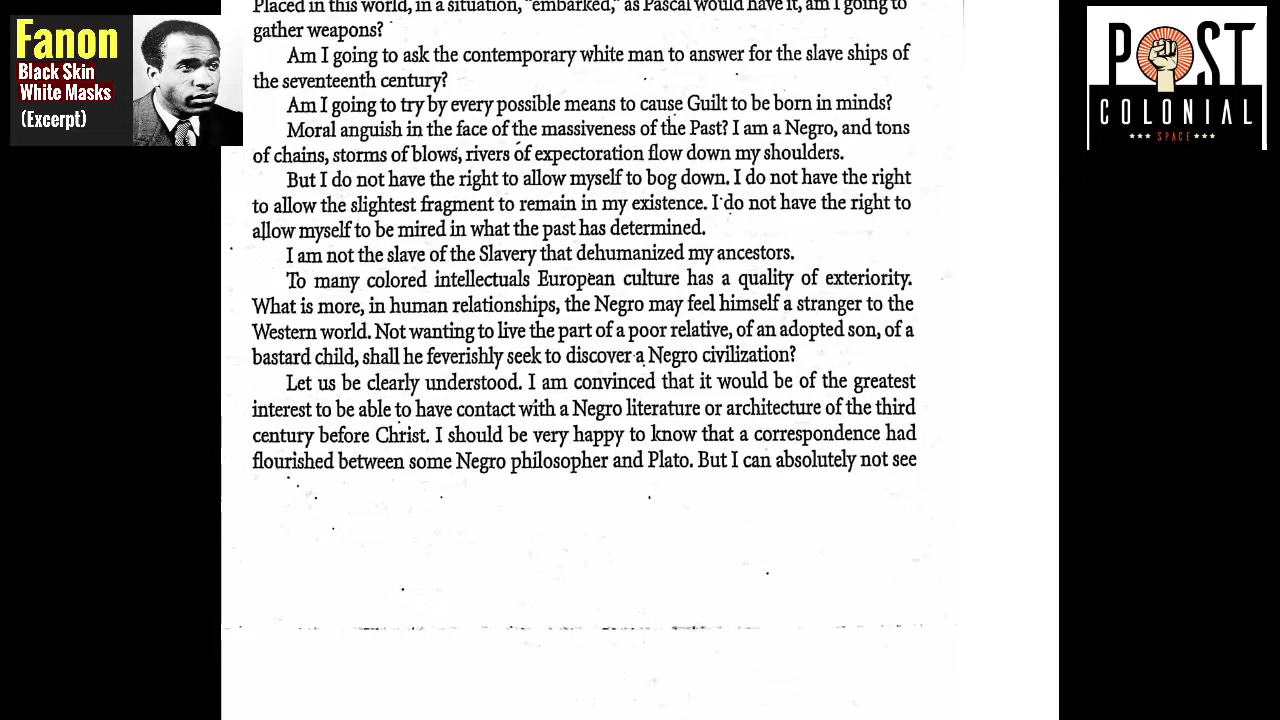 Fanon
Black Skin
White Masks
(Excerpt)
POST
COLONIAL
SPACE
Placed in this world, in a situation, "embarked," as Pascal would have it, am I going to
gather weapons?
Am I going to ask the contemporary white man to answer for the slave ships of
the seventeenth century?
Am I going to try by every possible means to cause Guilt to be born in minds?
Moral anguish in the face of the massiveness of the Past? I am a Negro, and tons
of chains, storms of blows, rivers of expectoration flow down my shoulders.
But I do not have the right to allow myself to bog down. I do not have the right
to allow the slightest fragment to remain in my existence. I do not have the right to
allow myself to be mired in what the past has determined.
I am not the slave of the Slavery that dehumanized my ancestors.
To many colored intellectuals European culture has a quality of exteriority.
What is more, in human relationships, the Negro may feel himself a stranger to the
Western world. Not wanting to live the part of a poor relative, of an adopted son, of a
bastard child, shall he feverishly seek to discover a Negro civilization?
Let us be clearly understood. I am convinced that it would be of the greatest
interest to be able to have contact with a Negro literature or architecture of the third
century before Christ. I should be very happy to know that a correspondence had
flourished between some Negro philosopher and Plato. But I can absolutely not see